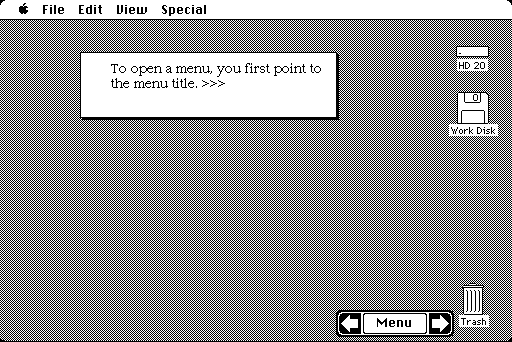 File Edit View Special
To open a menu, you first point to
the menu title. >>>
HD 20
Work Disk
Menu
Trash